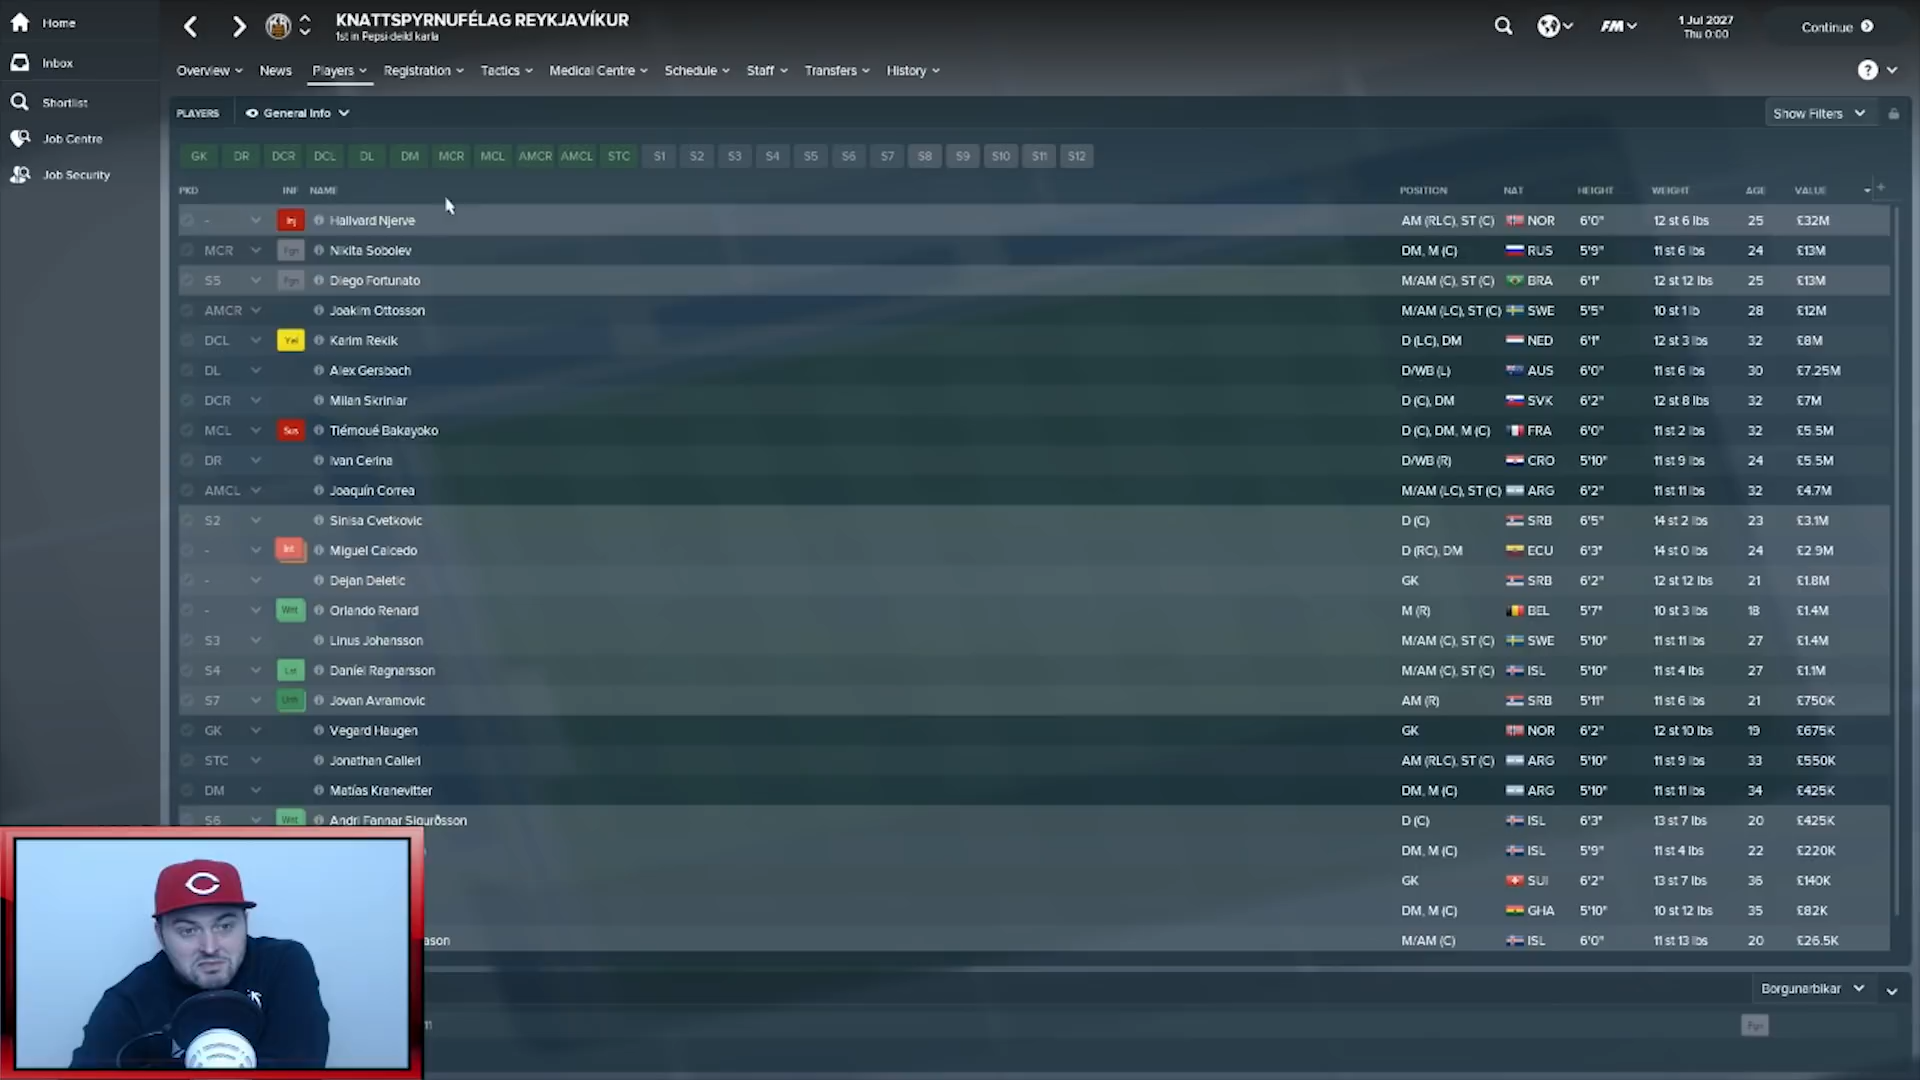 Home
Inbox
Shortlist
Job Centre
Job Security
KNATTSPYRNUFÉLAG REYKJAVÍKUR
1st in Pepsi-deild karla
FM
1 Jul 2027
Thu 0:00
Continue
Overview News Players Registration Tactics Medical Centre Schedule Staff Transfers History
?
PLAYERS General Info Show Filters
GK DR DCR DCL DL DM MCR MCL AMCR AMCL STC S1 S2 S3 S4 S5 S6 S7 S8 S9 S10 S11 S12
PKD INF NAME POSITION NAT HEIGHT WEIGHT AGE VALUE
- Inj Hallvard Njerve AM (RLC), ST (C) NOR 6'0" 12 st 6 lbs 25 £32M
MCR Fgn Nikita Sobolev DM, M (C) RUS 5'9" 11 st 6 lbs 24 £13M
S5 Fgn Diego Fortunato M/AM (C), ST (C) BRA 6'1" 12 st 12 lbs 25 £13M
AMCR Joakim Ottosson M/AM (LC), ST (C) SWE 5'5" 10 st 1 lb 28 £12M
DCL Yel Karim Rekik D (LC), DM NED 6'1" 12 st 3 lbs 32 £8M
DL Alex Gersbach D/WB (L) AUS 6'0" 11 st 6 lbs 30 £7.25M
DCR Milan Skriniar D (C), DM SVK 6'2" 12 st 8 lbs 32 £7M
MCL Sus Tiémoué Bakayoko D (C), DM, M (C) FRA 6'0" 11 st 2 lbs 32 £5.5M
DR Ivan Cerina D/WB (R) CRO 5'10" 11 st 9 lbs 24 £5.5M
AMCL Joaquín Correa M/AM (LC), ST (C) ARG 6'2" 11 st 11 lbs 32 £4.7M
S2 Sinisa Cvetkovic D (C) SRB 6'5" 14 st 2 lbs 23 £3.1M
- Int Miguel Caicedo D (RC), DM ECU 6'3" 14 st 0 lbs 24 £2.9M
- Dejan Deletic GK SRB 6'2" 12 st 12 lbs 21 £1.8M
- Wnt Orlando Renard M (R) BEL 5'7" 10 st 3 lbs 18 £1.4M
S3 Linus Johansson M/AM (C), ST (C) SWE 5'10" 11 st 11 lbs 27 £1.4M
S4 Lst Daníel Ragnarsson M/AM (C), ST (C) ISL 5'10" 11 st 4 lbs 27 £1.1M
S7 Unh Jovan Avramovic AM (R) SRB 5'11" 11 st 6 lbs 21 £750K
GK Vegard Haugen GK NOR 6'2" 12 st 10 lbs 19 £675K
STC Jonathan Calleri AM (RLC), ST (C) ARG 5'10" 11 st 9 lbs 33 £550K
DM Matías Kranevitter DM, M (C) ARG 5'10" 11 st 11 lbs 34 £425K
S6 Wnt Andri Fannar Sigurðsson D (C) ISL 6'3" 13 st 7 lbs 20 £425K
DM, M (C) ISL 5'9" 11 st 4 lbs 22 £220K
GK SUI 6'2" 13 st 7 lbs 36 £140K
DM, M (C) GHA 5'10" 10 st 12 lbs 35 £82K
ason M/AM (C) ISL 6'0" 11 st 13 lbs 20 £26.5K
Borgunarbikar
Fgn
C